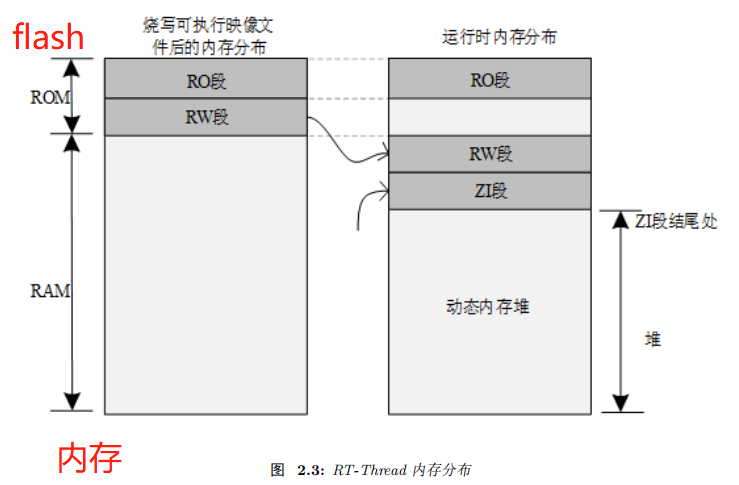 flash
烧写可执行映像文
件后的内存分布
运行时内存分布
ROM
RO段
RO段
RW段
RW段
ZI段
ZI段结尾处
RAM
动态内存堆
堆
内存
图 2.3: RT-Thread 内存分布